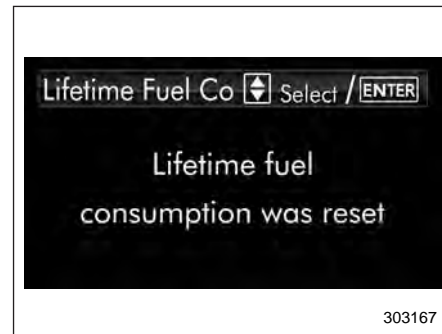 Lifetime Fuel Co Select / ENTER
Lifetime fuel
consumption was reset
303167